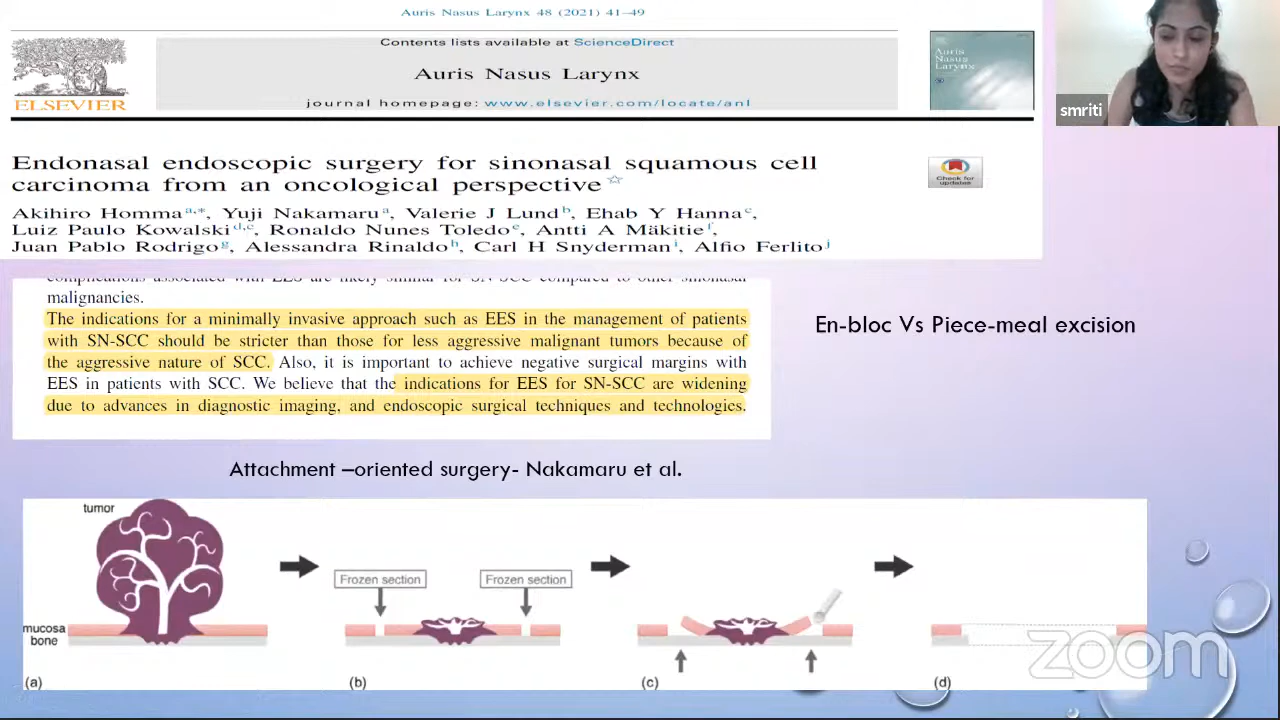 Auris Nasus Larynx 48 (2021) 41–49
Contents lists available at ScienceDirect
Auris Nasus Larynx
journal homepage: www.elsevier.com/locate/anl
ELSEVIER
Auris
Nasus
Larynx
smriti
Endonasal endoscopic surgery for sinonasal squamous cell
carcinoma from an oncological perspective☆
Check for
updates
Akihiro Homma a,*, Yuji Nakamaru a, Valerie J Lund b, Ehab Y Hanna c,
Luiz Paulo Kowalski d,e, Ronaldo Nunes Toledo e, Antti A Mäkitie f,
Juan Pablo Rodrigo g, Alessandra Rinaldo h, Carl H Snyderman i, Alfio Ferlito j
complications associated with EES are likely similar for SN-SCC compared to other sinonasal
malignancies.
The indications for a minimally invasive approach such as EES in the management of patients
with SN-SCC should be stricter than those for less aggressive malignant tumors because of
the aggressive nature of SCC. Also, it is important to achieve negative surgical margins with
EES in patients with SCC. We believe that the indications for EES for SN-SCC are widening
due to advances in diagnostic imaging, and endoscopic surgical techniques and technologies.
En-bloc Vs Piece-meal excision
Attachment –oriented surgery- Nakamaru et al.
tumor
Frozen section
Frozen section
mucosa
bone
(a)
(b)
(c)
(d)
zoom